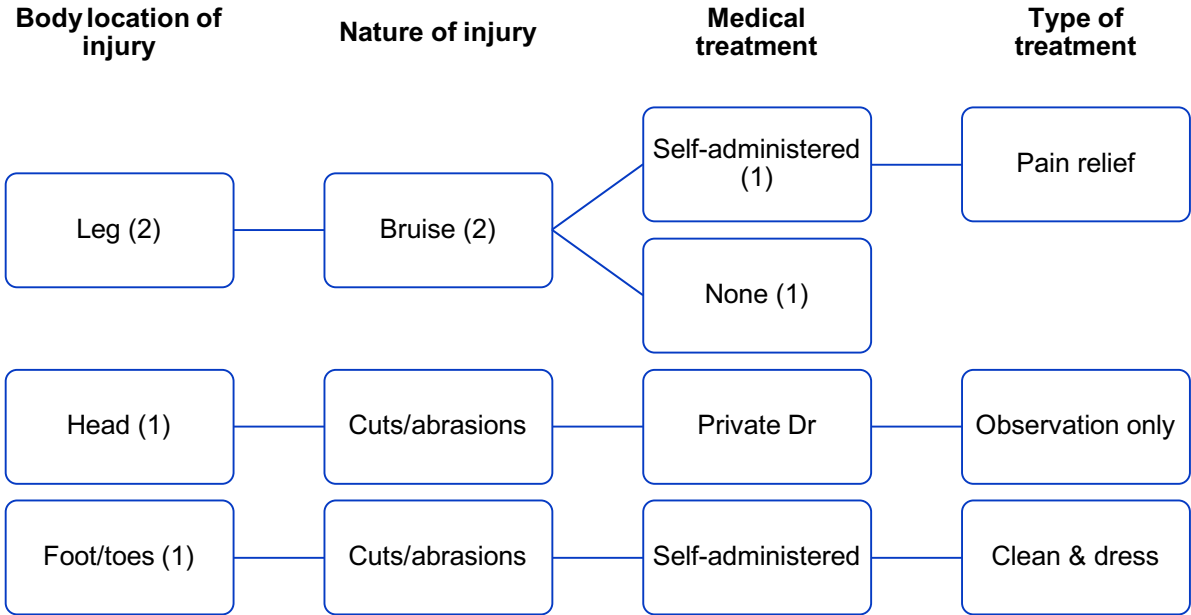 Body location of
injury
Nature of injury
Medical
treatment
Type of
treatment
Leg (2)
Bruise (2)
Self-administered
(1)
Pain relief
None (1)
Head (1)
Cuts/abrasions
Private Dr
Observation only
Foot/toes (1)
Cuts/abrasions
Self-administered
Clean & dress